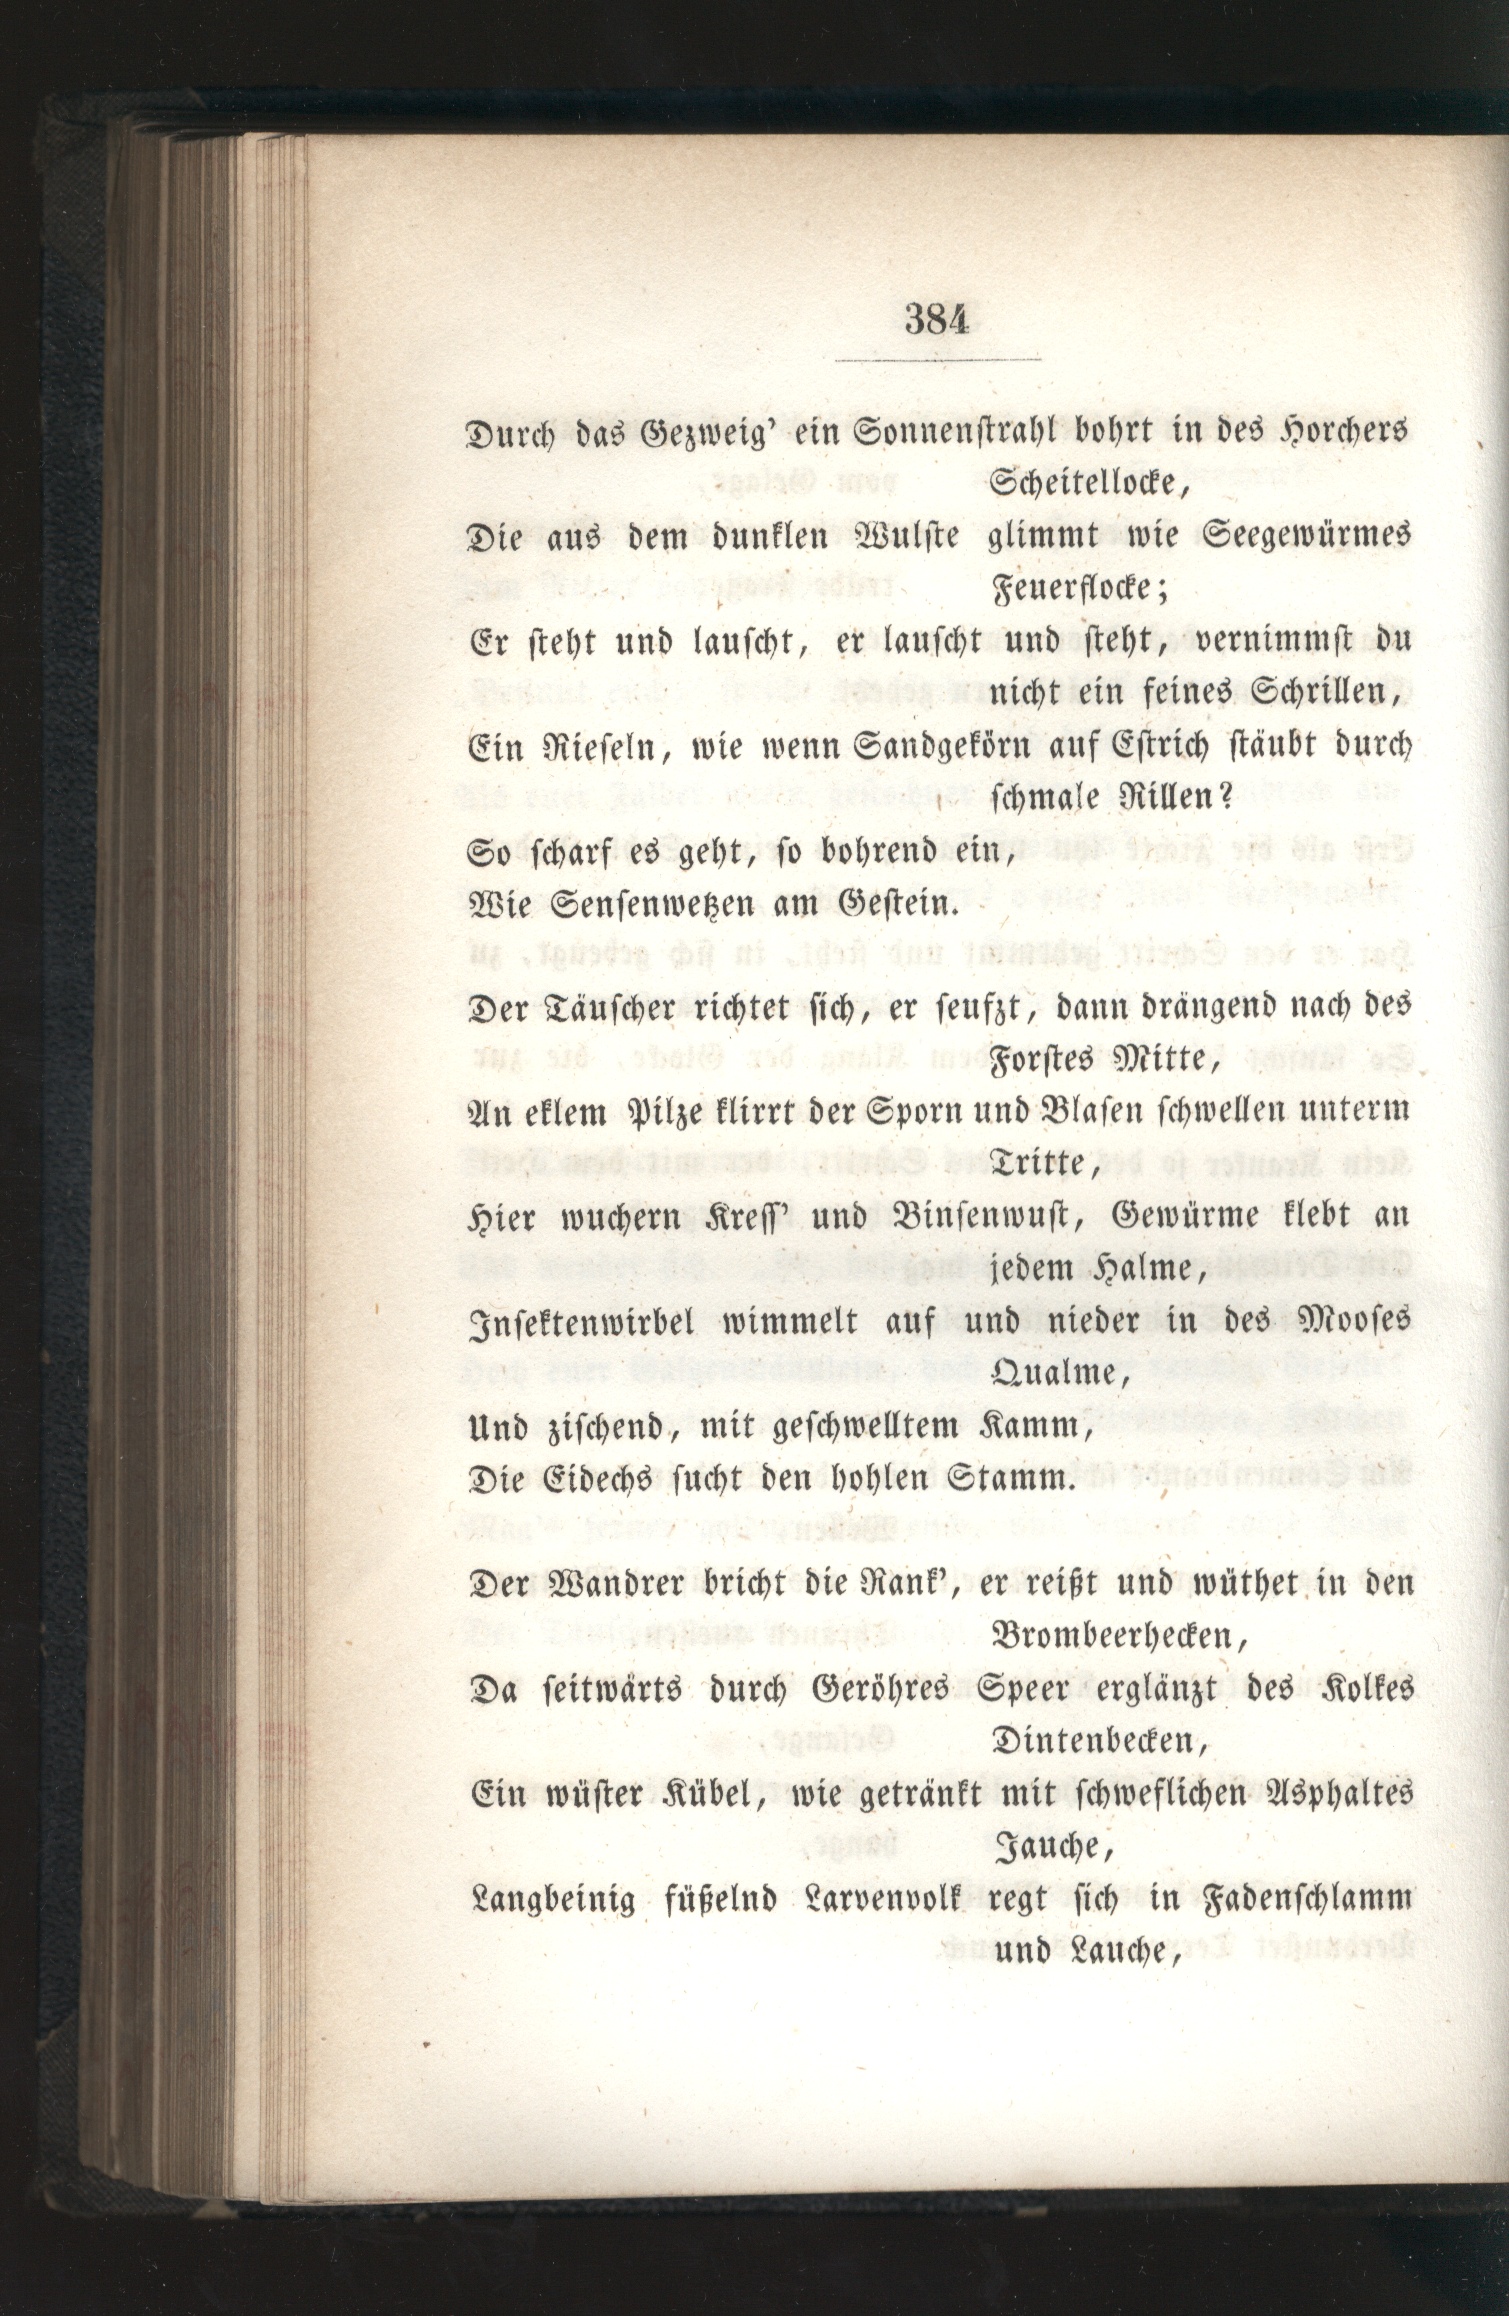 384
Durch das Gezweig’ ein Sonnenſtrahl bohrt in des Horchers
Scheitellocke,
Die aus dem dunklen Wulſte glimmt wie Seegewürmes
Feuerflocke;
Er ſteht und lauſcht, er lauſcht und ſteht, vernimmſt du
nicht ein feines Schrillen,
Ein Rieſeln, wie wenn Sandgekörn auf Eſtrich ſtäubt durch
ſchmale Rillen?
So ſcharf es geht, ſo bohrend ein,
Wie Senſenwetzen am Geſtein.
Der Täuſcher richtet ſich, er ſeufzt, dann drängend nach des
Forſtes Mitte,
An eklem Pilze klirrt der Sporn und Blaſen ſchwellen unterm
Tritte,
Hier wuchern Kreſſ’ und Binſenwuſt, Gewürme klebt an
jedem Halme,
Inſektenwirbel wimmelt auf und nieder in des Mooſes
Qualme,
Und ziſchend, mit geſchwelltem Kamm,
Die Eidechs ſucht den hohlen Stamm.
Der Wandrer bricht die Rank’, er reißt und wüthet in den
Brombeerhecken,
Da ſeitwärts durch Geröhres Speer erglänzt des Kolkes
Dintenbecken,
Ein wüſter Kübel, wie getränkt mit ſchweflichen Asphaltes
Jauche,
Langbeinig füßelnd Larvenvolk regt ſich in Fadenſchlamm
und Lauche,